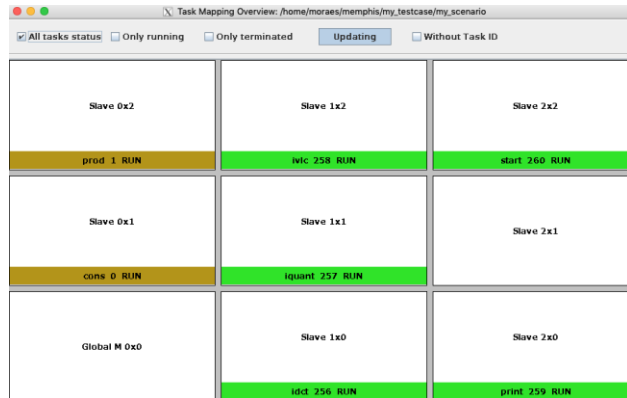 Task Mapping Overview: /home/moraes/memphis/my_testcase/my_scenario
All tasks status Only running Only terminated Updating Without Task ID
Slave 0x2 Slave 1x2 Slave 2x2
prod 1 RUN ivlc 258 RUN start 260 RUN
Slave 0x1 Slave 1x1 Slave 2x1
cons 0 RUN iquant 257 RUN
Global M 0x0 Slave 1x0 Slave 2x0
idct 256 RUN print 259 RUN